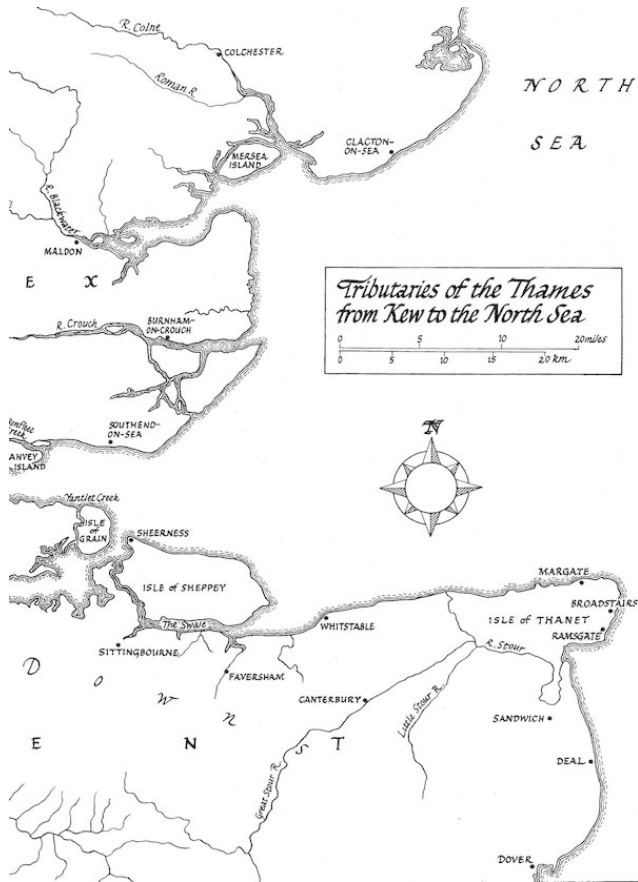 R. Colne
COLCHESTER
NORTH
SEA
Roman R
CLACTON-
ON-SEA
MERSEA
ISLAND
R. Blackwater
MALDON
E X
Tributaries of the Thames
from Kew to the North Sea
0 5 10 20 miles
0 5 10 15 20 km
R. Crouch
BURNHAM-
ON-CROUCH
SOUTHEND-
ON-SEA
Creek
ANVEY
ISLAND
N
Yantlet Creek
ISLE
of
GRAIN
SHEERNESS
ISLE of SHEPPEY
The Swale
MARGATE
BROADSTAIRS
ISLE of THANET
RAMSGATE
WHITSTABLE
R. Stour
SITTINGBOURNE
FAVERSHAM
D o w n s
CANTERBURY
Little Stour R.
SANDWICH
E N T
Great Stour R.
DEAL
DOVER